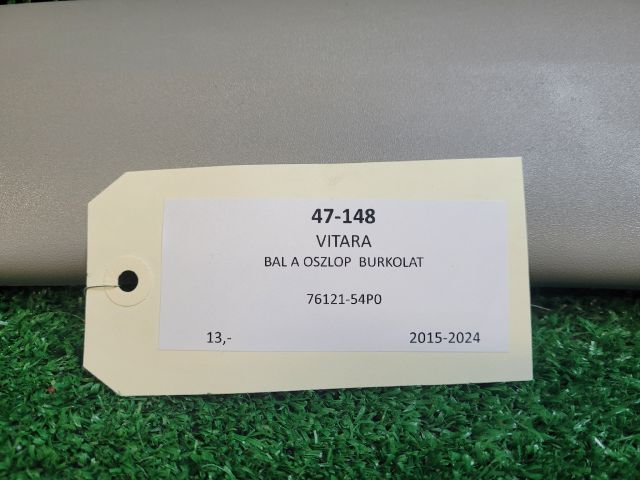 47-148
VITARA
BAL A OSZLOP BURKOLAT
76121-54P0
13,- 2015-2024